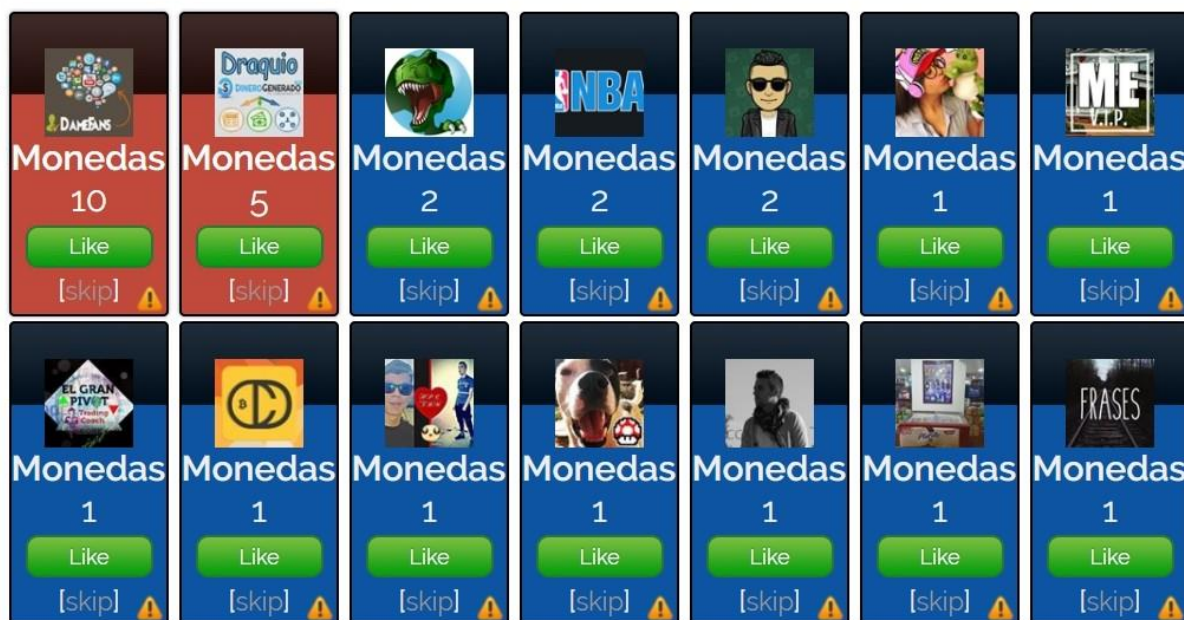 DAMEFANS
Draquio
DINEROGENERADO
NBA
ME
V.I.P.
Monedas Monedas Monedas Monedas Monedas Monedas Monedas
10 5 2 2 2 1 1
Like Like Like Like Like Like Like
[skip] [skip] [skip] [skip] [skip] [skip] [skip]
EL GRAN
PIVOT
Trading
Coach
FRASES
Monedas Monedas Monedas Monedas Monedas Monedas Monedas
1 1 1 1 1 1 1
Like Like Like Like Like Like Like
[skip] [skip] [skip] [skip] [skip] [skip] [skip]